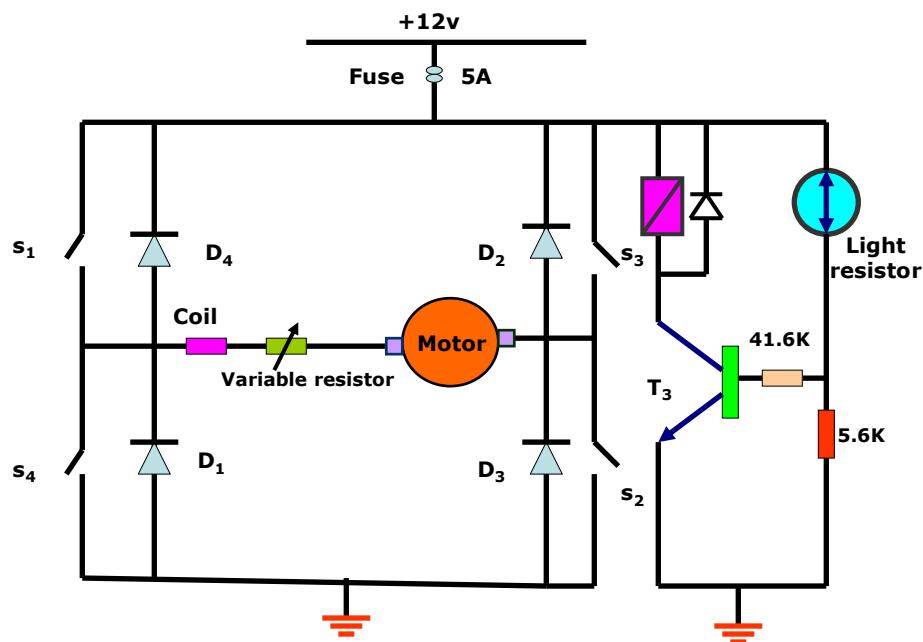 +12v
Fuse 5A
s1
D4
D2
s3
Light
resistor
Coil
Motor
41.6K
Variable resistor
T3
5.6K
s4
D1
D3
s2